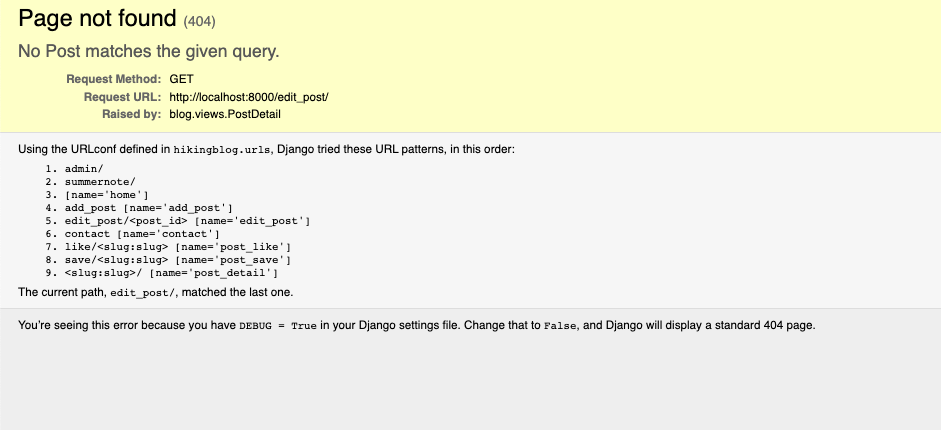 Page not found (404)
No Post matches the given query.
Request Method: GET
Request URL: http://localhost:8000/edit_post/
Raised by: blog.views.PostDetail
Using the URLconf defined in hikingblog.urls, Django tried these URL patterns, in this order:
1. admin/
2. summernote/
3. [name='home']
4. add_post [name='add_post']
5. edit_post/<post_id> [name='edit_post']
6. contact [name='contact']
7. like/<slug:slug> [name='post_like']
8. save/<slug:slug> [name='post_save']
9. <slug:slug>/ [name='post_detail']
The current path, edit_post/, matched the last one.
You're seeing this error because you have DEBUG = True in your Django settings file. Change that to False, and Django will display a standard 404 page.